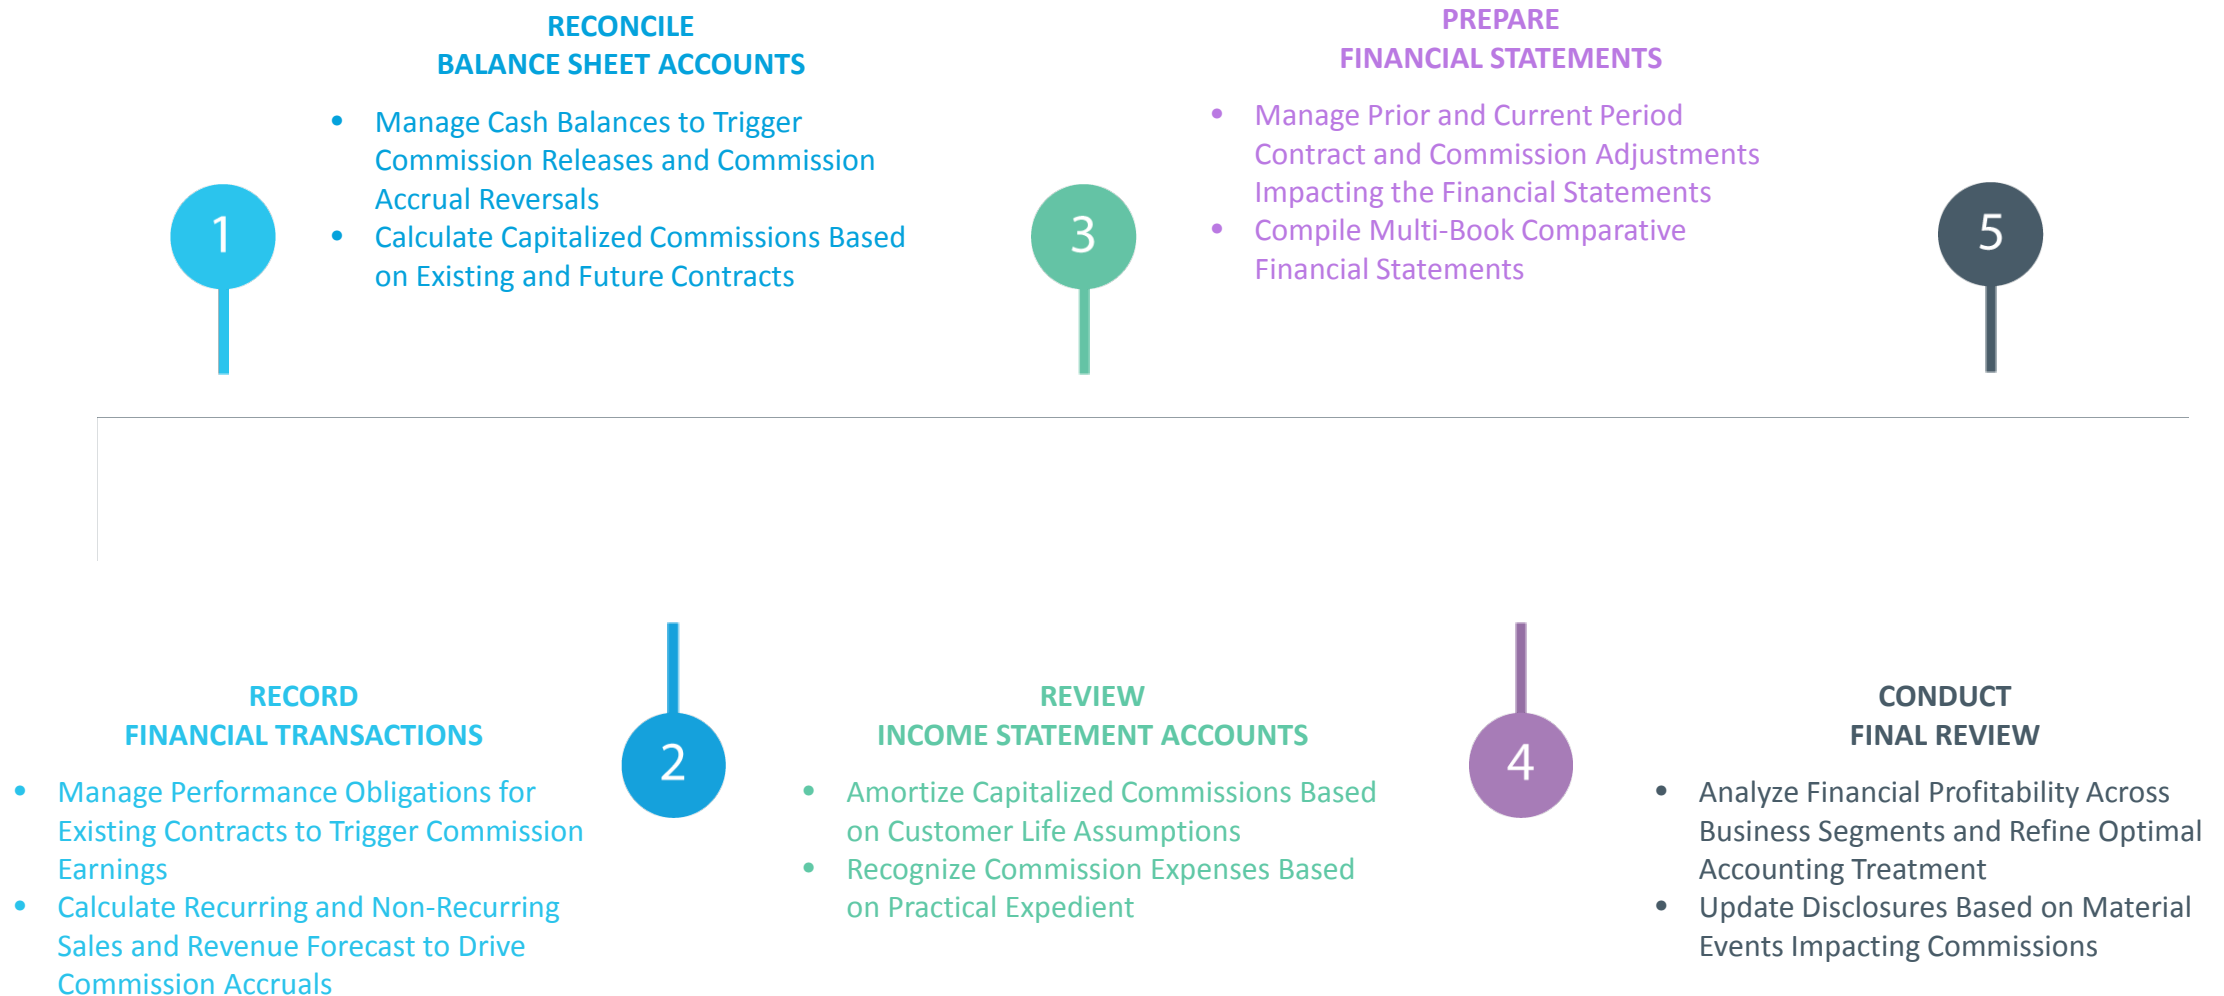 1
RECORD
FINANCIAL TRANSACTIONS
• Manage Performance Obligations for
Existing Contracts to Trigger Commission
Earnings
• Calculate Recurring and Non-Recurring
Sales and Revenue Forecast to Drive
Commission Accruals
2
RECONCILE
BALANCE SHEET ACCOUNTS
• Manage Cash Balances to Trigger
Commission Releases and Commission
Accrual Reversals
• Calculate Capitalized Commissions Based
on Existing and Future Contracts
3
REVIEW
INCOME STATEMENT ACCOUNTS
• Amortize Capitalized Commissions Based
on Customer Life Assumptions
• Recognize Commission Expenses Based
on Practical Expedient
4
PREPARE
FINANCIAL STATEMENTS
• Manage Prior and Current Period
Contract and Commission Adjustments
Impacting the Financial Statements
• Compile Multi-Book Comparative
Financial Statements
5
CONDUCT
FINAL REVIEW
• Analyze Financial Profitability Across
Business Segments and Refine Optimal
Accounting Treatment
• Update Disclosures Based on Material
Events Impacting Commissions